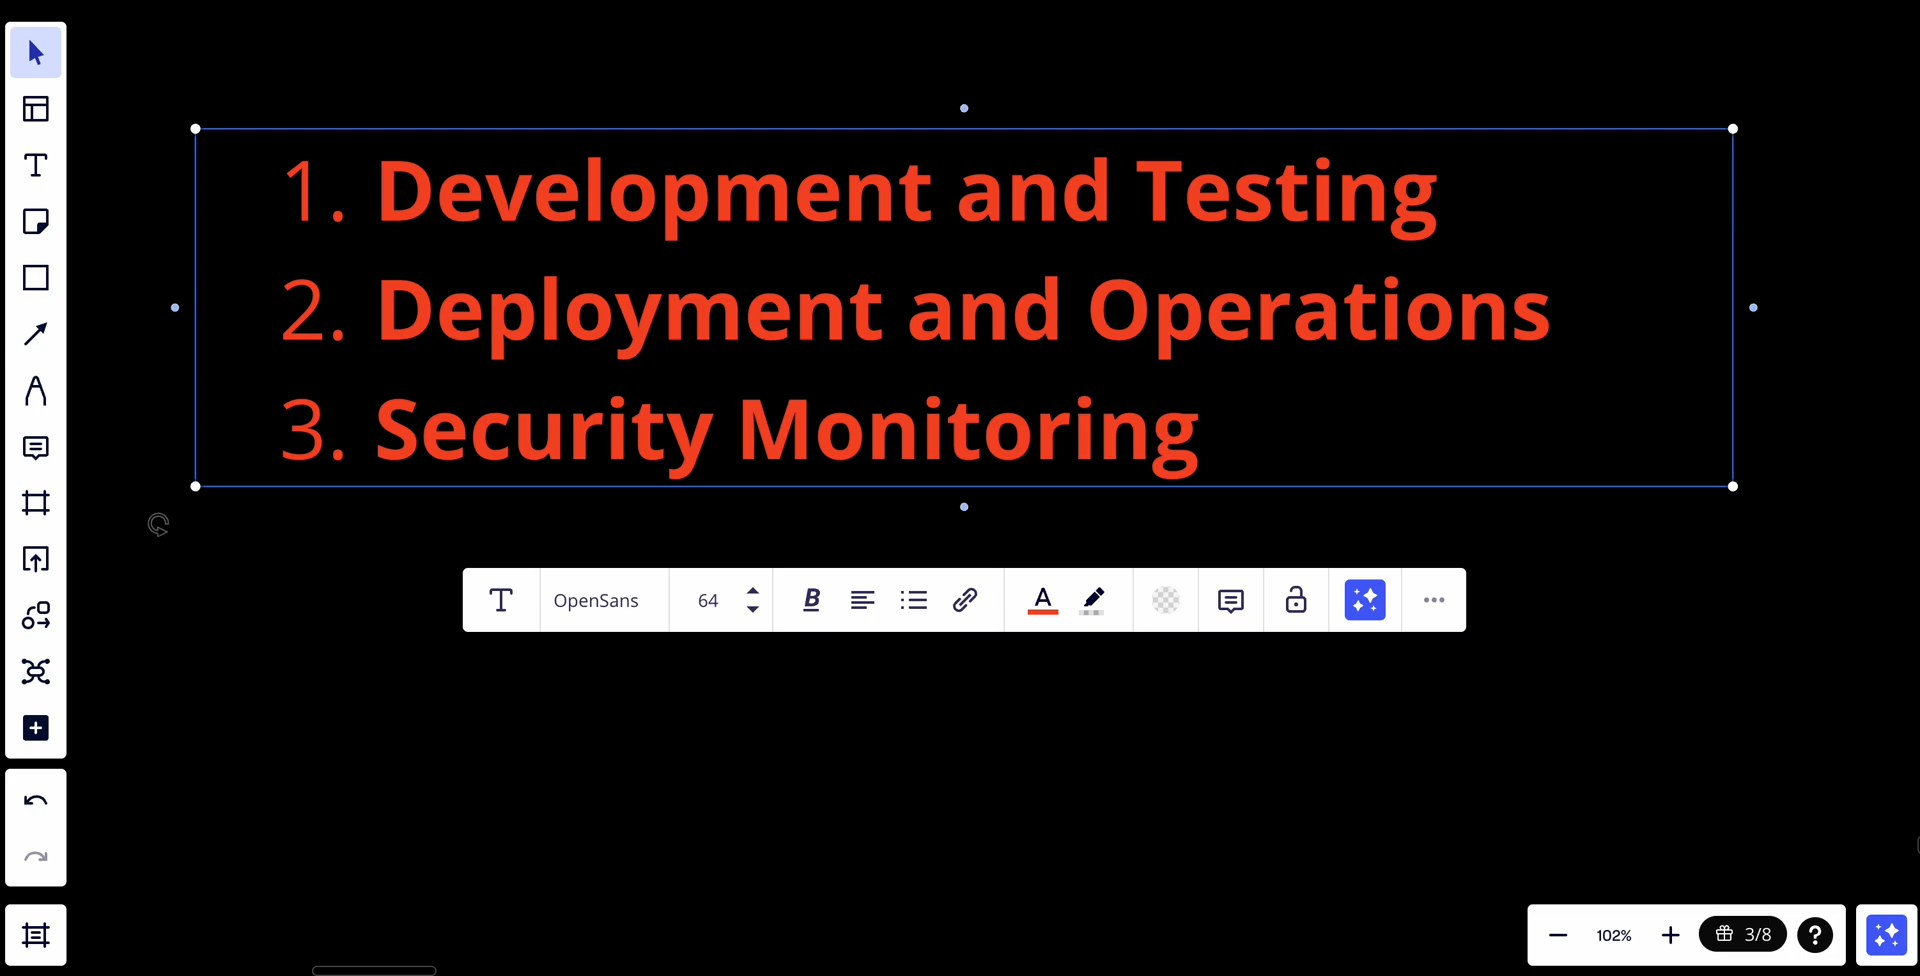 1. Development and Testing
2. Deployment and Operations
3. Security Monitoring
OpenSans
64
B
A
102%
3/8
?